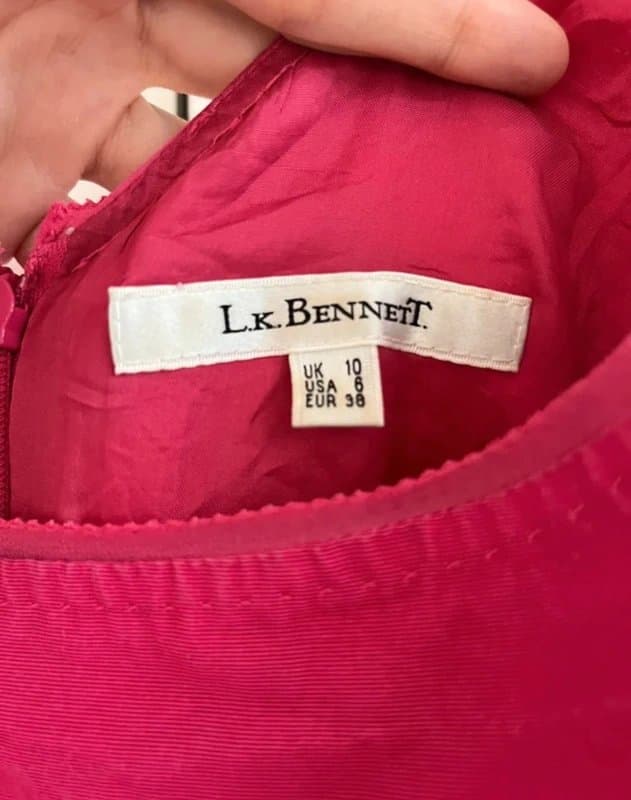 L.K.BENNETT.
UK 10
USA 6
EUR 38